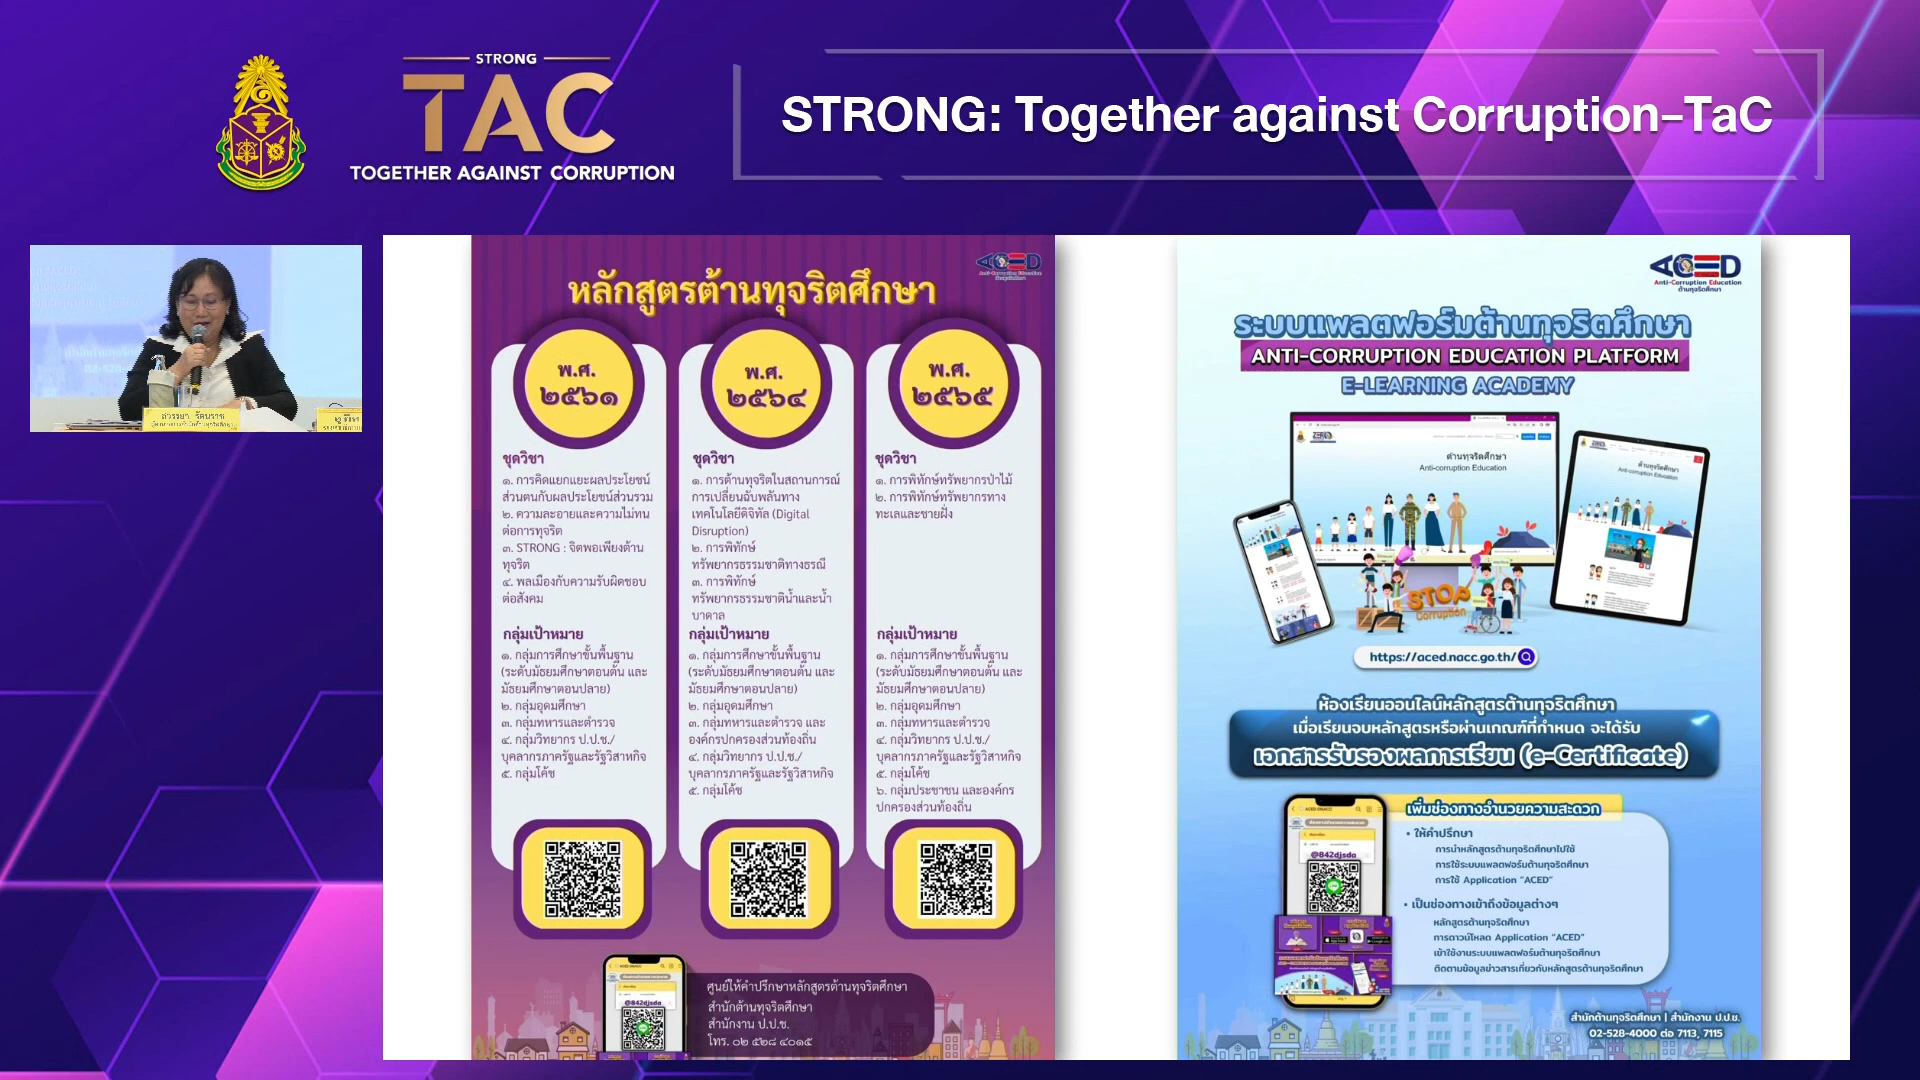 STRONG
TAC
TOGETHER AGAINST CORRUPTION
STRONG: Together against Corruption-TaC
ACED
Anti-Corruption Education
หลักสูตรต้านทุจริตศึกษา
พ.ศ.
๒๕๖๑
ชุดวิชา
๑. การคิดแยกแยะผลประโยชน์
ส่วนตนกับผลประโยชน์ส่วนรวม
๒. ความละอายและความไม่ทน
ต่อการทุจริต
๓. STRONG : จิตพอเพียงต้าน
ทุจริต
๔. พลเมืองกับความรับผิดชอบ
ต่อสังคม
กลุ่มเป้าหมาย
๑. กลุ่มการศึกษาขั้นพื้นฐาน
(ระดับมัธยมศึกษาตอนต้น และ
มัธยมศึกษาตอนปลาย)
๒. กลุ่มอุดมศึกษา
๓. กลุ่มทหารและตำรวจ
๔. กลุ่มวิทยากร ป.ป.ช./
บุคลากรภาครัฐและรัฐวิสาหกิจ
๕. กลุ่มโค้ช
พ.ศ.
๒๕๖๔
ชุดวิชา
๑. การต้านทุจริตในสถานการณ์
การเปลี่ยนฉับพลันทาง
เทคโนโลยีดิจิทัล (Digital
Disruption)
๒. การพิทักษ์
ทรัพยากรธรรมชาติทางธรณี
๓. การพิทักษ์
ทรัพยากรธรรมชาติน้ำและน้ำ
บาดาล
กลุ่มเป้าหมาย
๑. กลุ่มการศึกษาขั้นพื้นฐาน
(ระดับมัธยมศึกษาตอนต้น และ
มัธยมศึกษาตอนปลาย)
๒. กลุ่มอุดมศึกษา
๓. กลุ่มทหารและตำรวจ และ
องค์กรปกครองส่วนท้องถิ่น
๔. กลุ่มวิทยากร ป.ป.ช./
บุคลากรภาครัฐและรัฐวิสาหกิจ
๕. กลุ่มโค้ช
พ.ศ.
๒๕๖๕
ชุดวิชา
๑. การพิทักษ์ทรัพยากรป่าไม้
๒. การพิทักษ์ทรัพยากรทาง
ทะเลและชายฝั่ง
กลุ่มเป้าหมาย
๑. กลุ่มการศึกษาขั้นพื้นฐาน
(ระดับมัธยมศึกษาตอนต้น และ
มัธยมศึกษาตอนปลาย)
๒. กลุ่มอุดมศึกษา
๓. กลุ่มทหารและตำรวจ
๔. กลุ่มวิทยากร ป.ป.ช./
บุคลากรภาครัฐและรัฐวิสาหกิจ
๕. กลุ่มโค้ช
๖. กลุ่มประชาชน และองค์กร
ปกครองส่วนท้องถิ่น
@842djsda
ศูนย์ให้คำปรึกษาหลักสูตรต้านทุจริตศึกษา
สำนักต้านทุจริตศึกษา
สำนักงาน ป.ป.ช.
โทร. ๐๒ ๕๒๘ ๔๐๑๕
ACED
Anti-Corruption Education
ต้านทุจริตศึกษา
ระบบแพลตฟอร์มต้านทุจริตศึกษา
ANTI-CORRUPTION EDUCATION PLATFORM
E-LEARNING ACADEMY
ต้านทุจริตศึกษา
Anti-corruption Education
ต้านทุจริตศึกษา
Anti-corruption Education
STOP
Corruption
https://aced.nacc.go.th/
ห้องเรียนออนไลน์หลักสูตรต้านทุจริตศึกษา
เมื่อเรียนจบหลักสูตรหรือผ่านเกณฑ์ที่กำหนด จะได้รับ
เอกสารรับรองผลการเรียน (e-Certificate)
@842djsda
เพิ่มช่องทางอำนวยความสะดวก
• ให้คำปรึกษา
การนำหลักสูตรต้านทุจริตศึกษาไปใช้
การใช้ระบบแพลตฟอร์มต้านทุจริตศึกษา
การใช้ Application "ACED"
• เป็นช่องทางเข้าถึงข้อมูลต่างๆ
หลักสูตรต้านทุจริตศึกษา
การดาวน์โหลด Application "ACED"
เข้าใช้งานระบบแพลตฟอร์มต้านทุจริตศึกษา
ติดตามข้อมูลข่าวสารเกี่ยวกับหลักสูตรต้านทุจริตศึกษา
สำนักต้านทุจริตศึกษา | สำนักงาน ป.ป.ช.
02-528-4000 ต่อ 7113, 7115